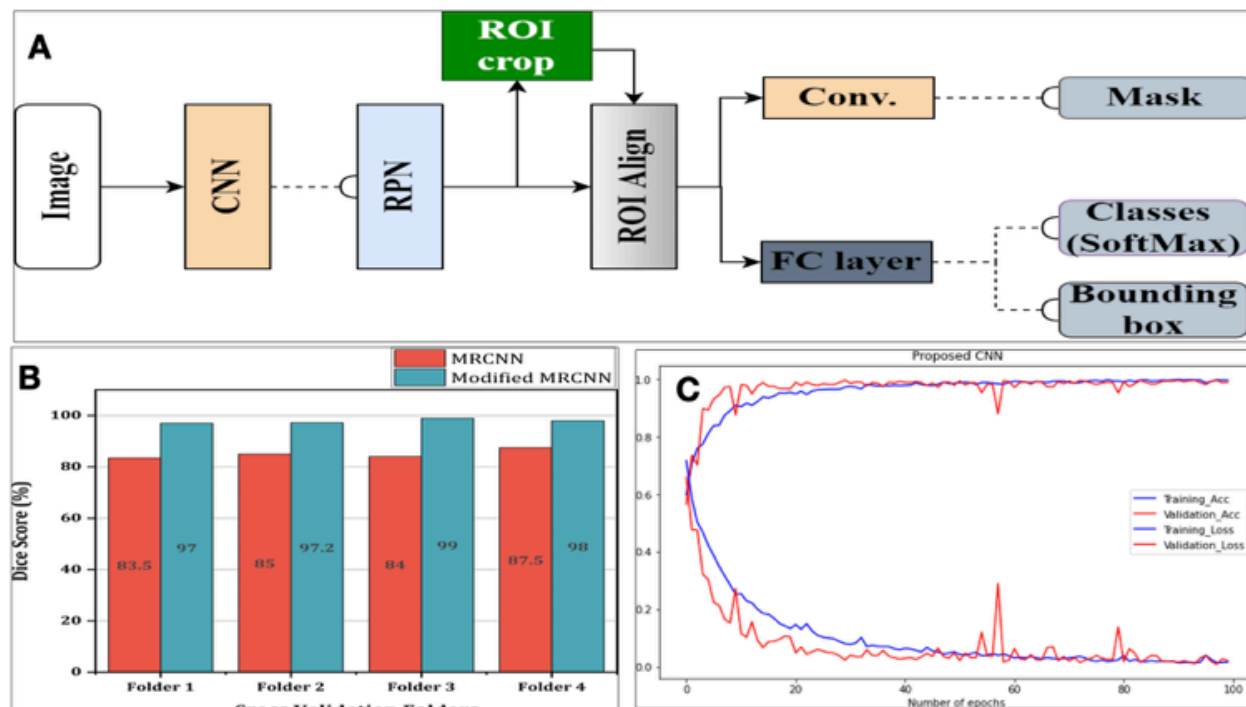 A
Image
CNN
RPN
ROI
crop
ROI Align
Conv.
Mask
FC layer
Classes
(SoftMax)
Bounding
box
B
MRCNN
Modified MRCNN
Dice Score (%)
100
80
60
40
20
0
83.5
97
85
97.2
84
99
87.5
98
Folder 1
Folder 2
Folder 3
Folder 4
C
Proposed CNN
1.0
0.8
0.6
0.4
0.2
0.0
Training_Acc
Validation_Acc
Training_Loss
Validation_Loss
0
20
40
60
80
100
Number of epochs